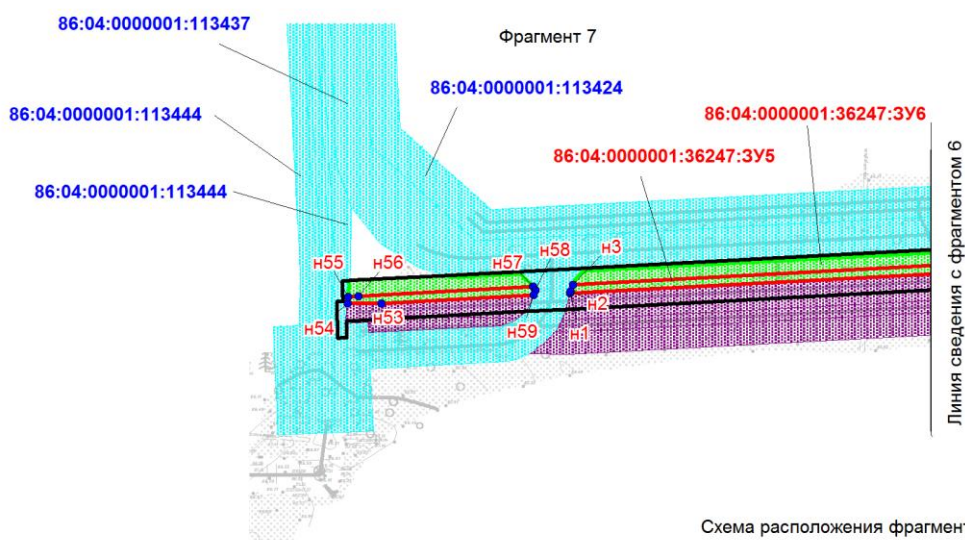 86:04:0000001:113437
Фрагмент 7
86:04:0000001:113424
86:04:0000001:113444
86:04:0000001:36247:ЗУ6
86:04:0000001:36247:ЗУ5
86:04:0000001:113444
Линия сведения с фрагментом 6
н55
н56
н57
н58
н3
н54
н53
н59
н2
н1
Схема расположения фрагмент